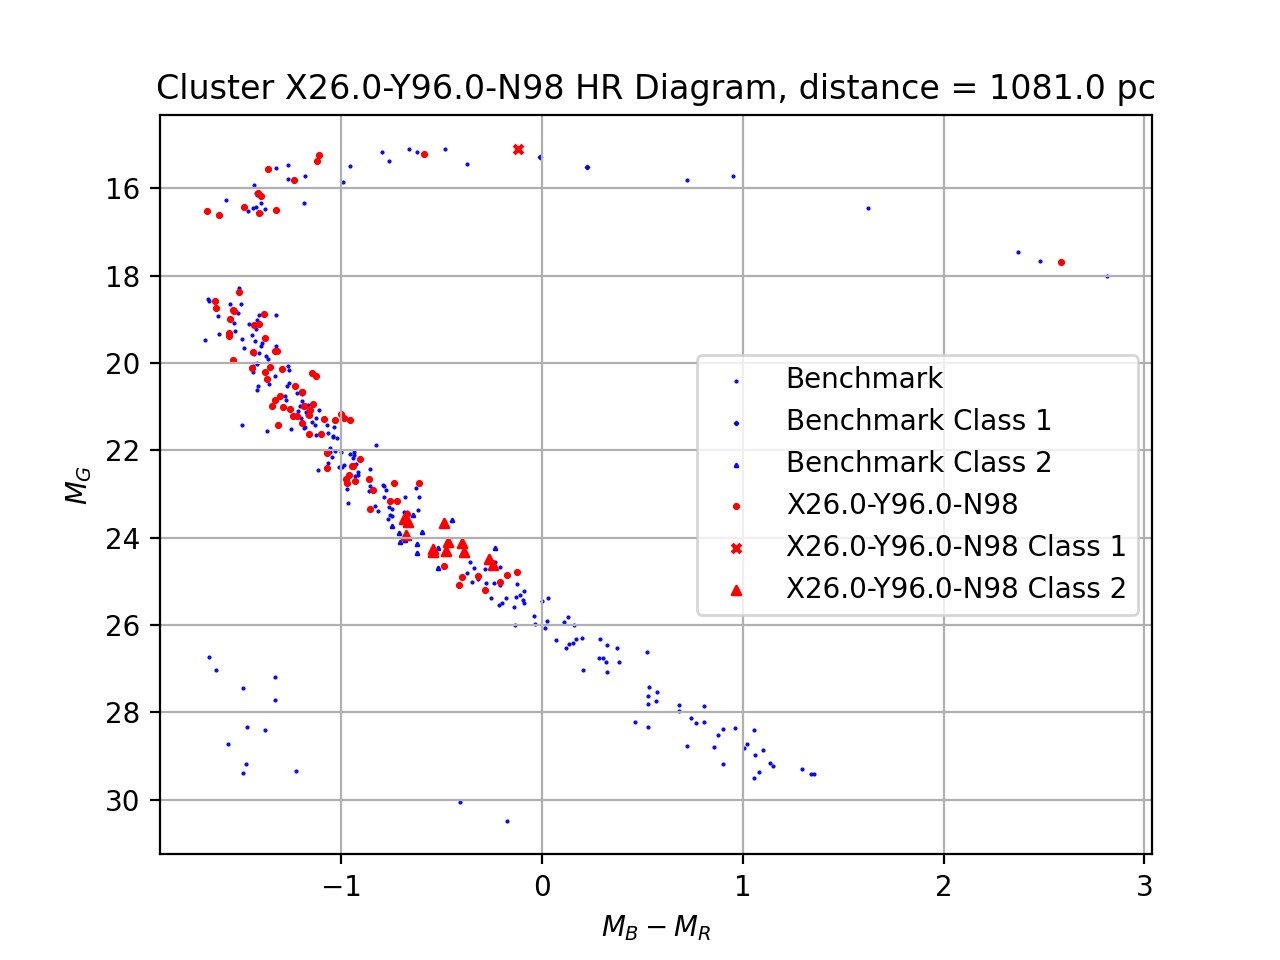 Cluster X26.0-Y96.0-N98 HR Diagram, distance = 1081.0 pc
16
18
20
22
24
26
28
30
M_G
Benchmark
Benchmark Class 1
Benchmark Class 2
X26.0-Y96.0-N98
X26.0-Y96.0-N98 Class 1
X26.0-Y96.0-N98 Class 2
−1 0 1 2 3
M_B − M_R